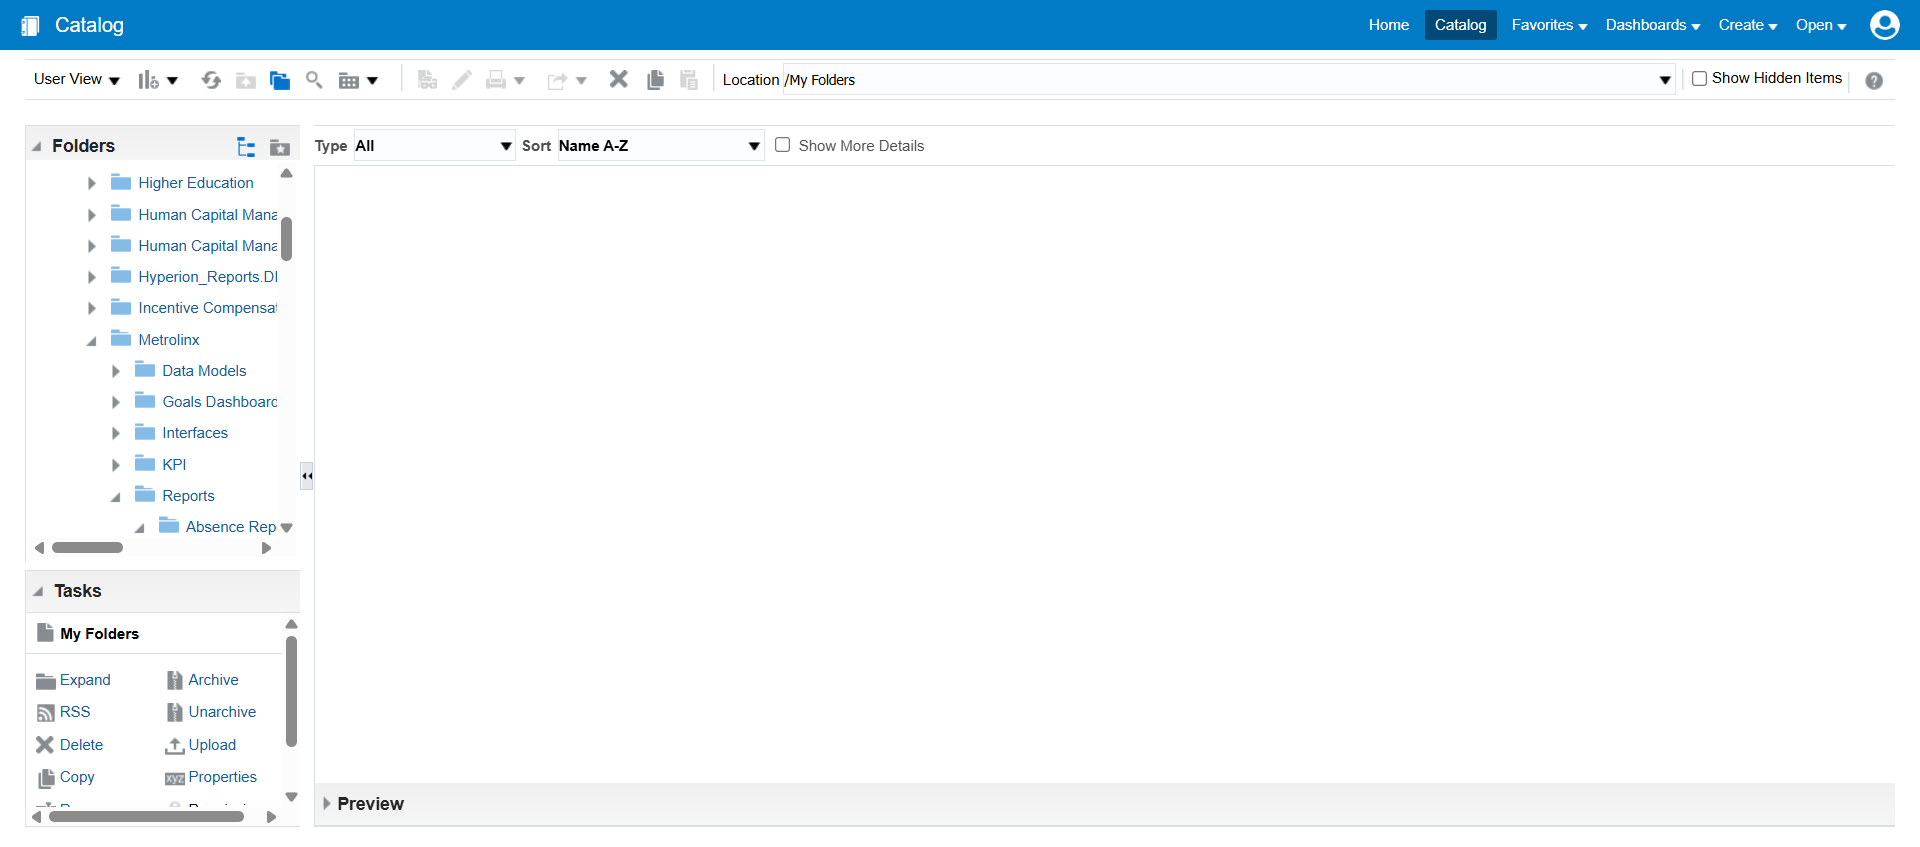 Catalog
Home Catalog Favorites Dashboards Create Open
User View
Location /My Folders
Show Hidden Items
Folders
Type All Sort Name A-Z Show More Details
Higher Education
Human Capital Mana
Human Capital Mana
Hyperion_Reports.DI
Incentive Compensat
Metrolinx
Data Models
Goals Dashboard
Interfaces
KPI
Reports
Absence Rep
Tasks
My Folders
Expand Archive
RSS Unarchive
Delete Upload
Copy xyz Properties
Preview